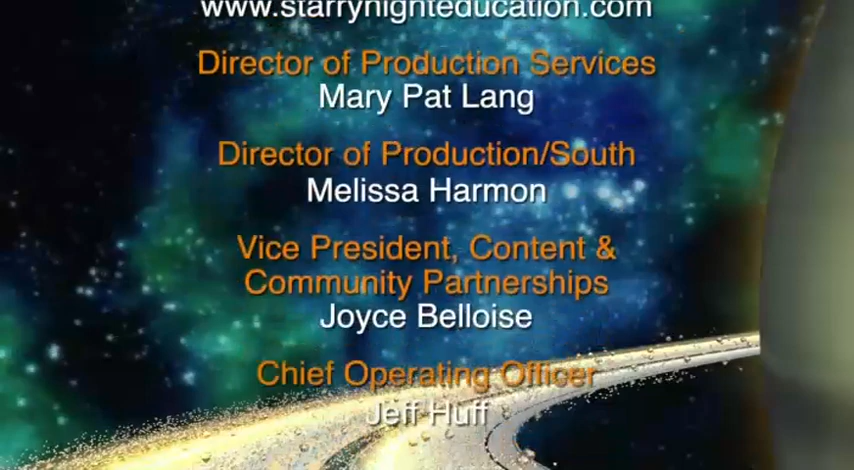 www.starrynighteducation.com
Director of Production Services
Mary Pat Lang
Director of Production/South
Melissa Harmon
Vice President, Content &
Community Partnerships
Joyce Belloise
Chief Operating Officer
Jeff Huff